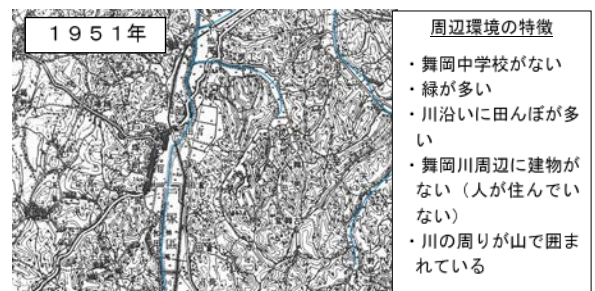 １９５１年
周辺環境の特徴
・舞岡中学校がない
・緑が多い
・川沿いに田んぼが多
い
・舞岡川周辺に建物が
ない（人が住んでい
ない）
・川の周りが山で囲ま
れている
塚
區